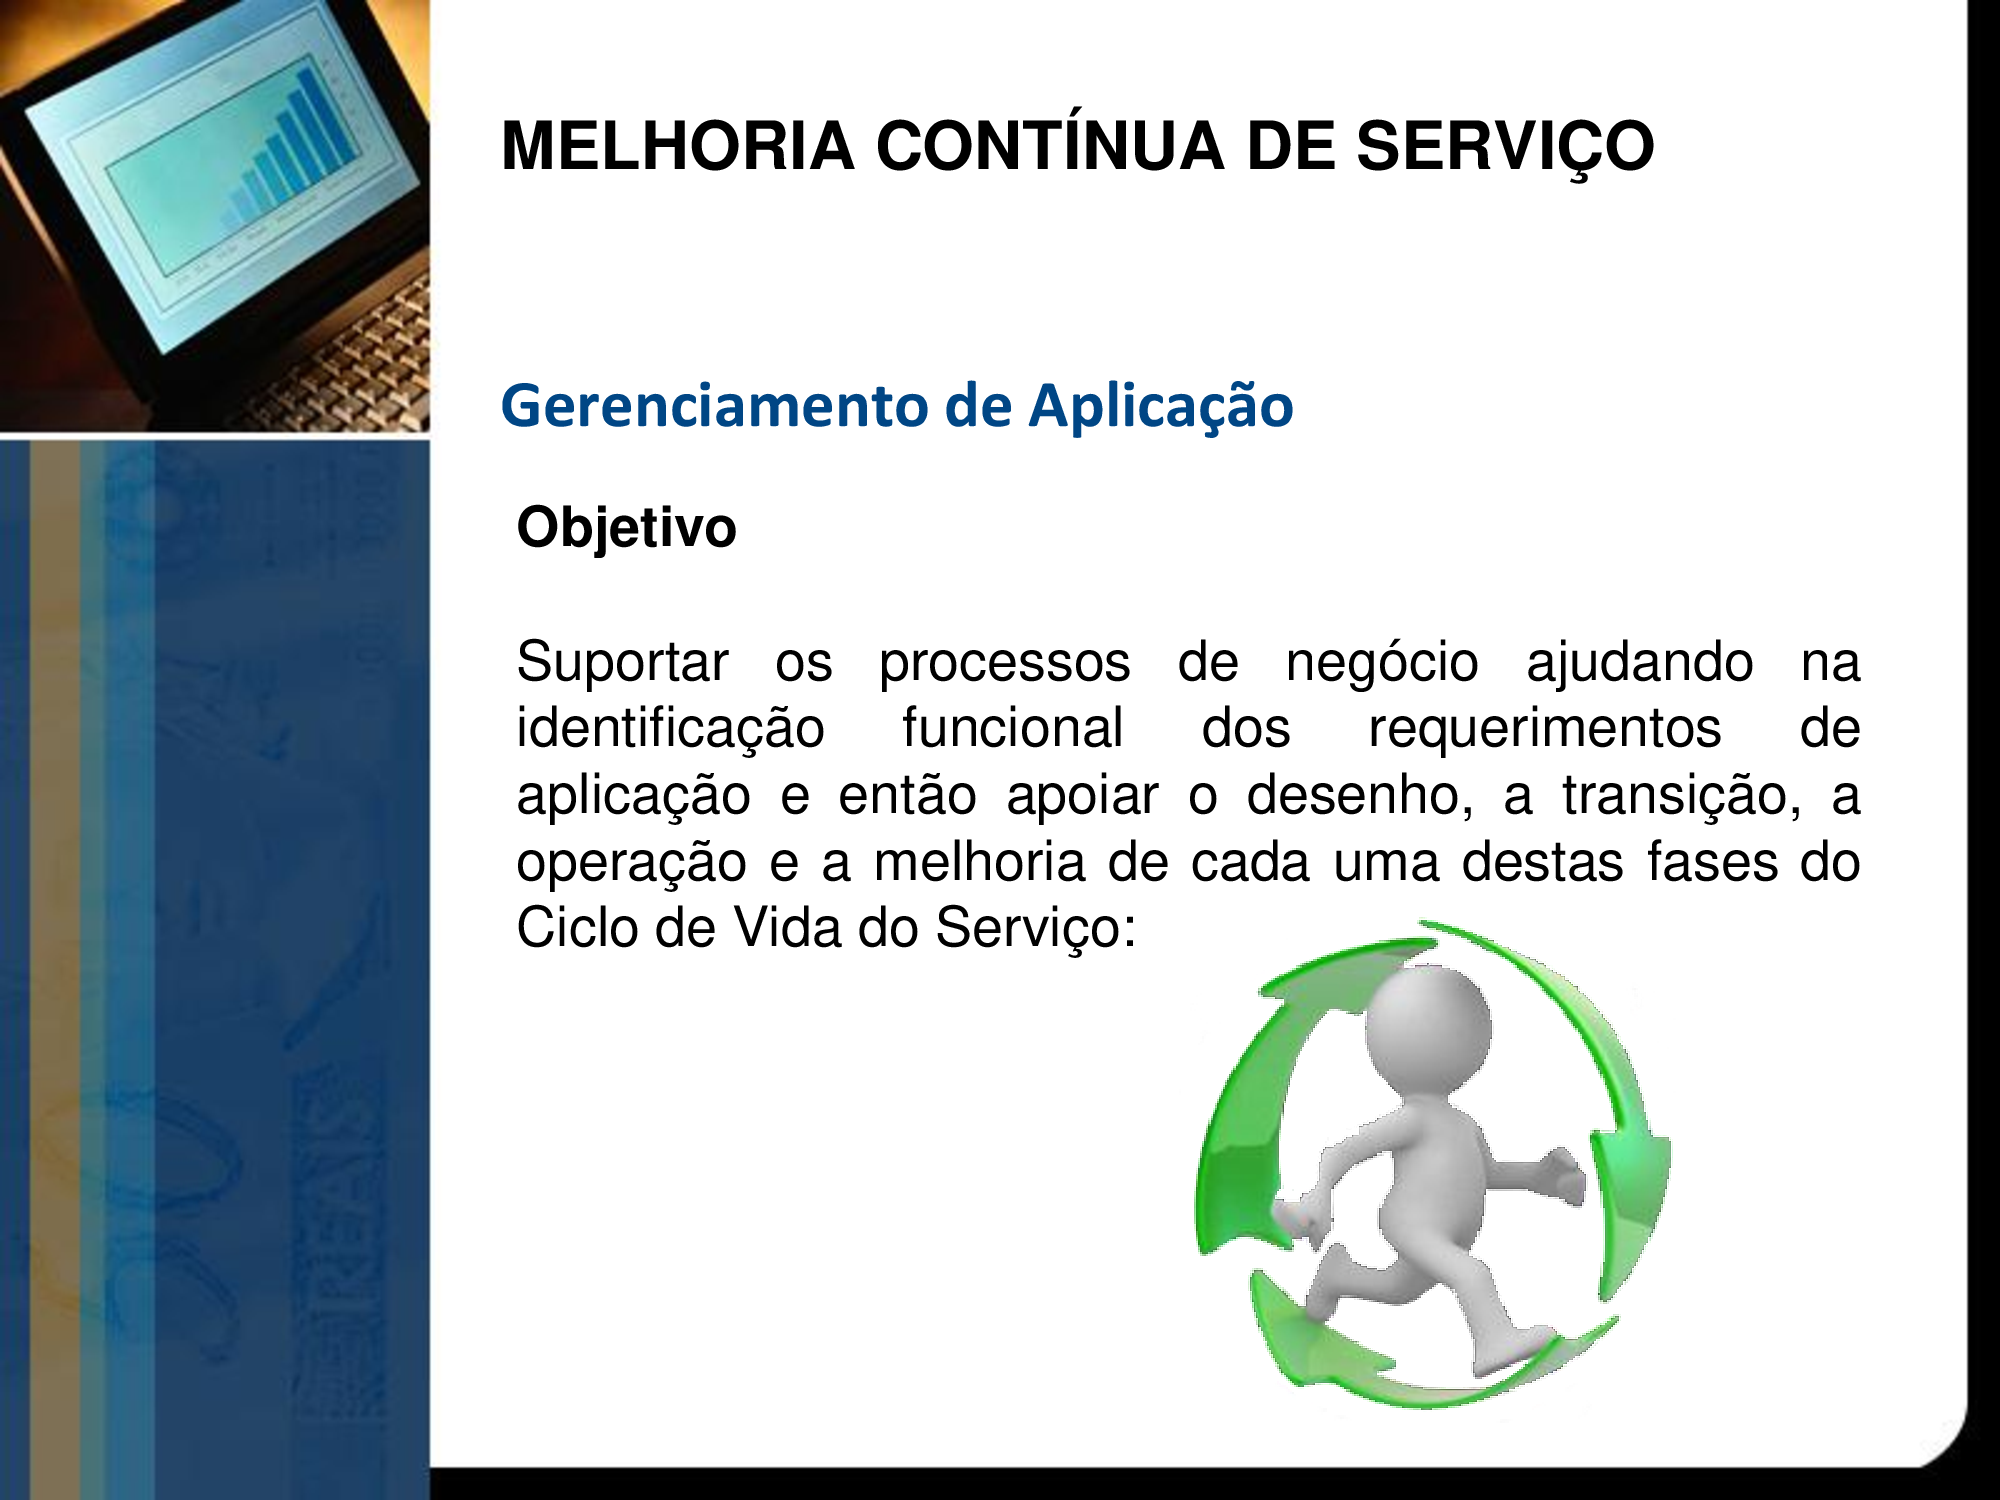 MELHORIA CONTÍNUA DE SERVIÇO
Gerenciamento de Aplicação
Objetivo
Suportar os processos de negócio ajudando na
identificação funcional dos requerimentos de
aplicação e então apoiar o desenho, a transição, a
operação e a melhoria de cada uma destas fases do
Ciclo de Vida do Serviço:
REAIS